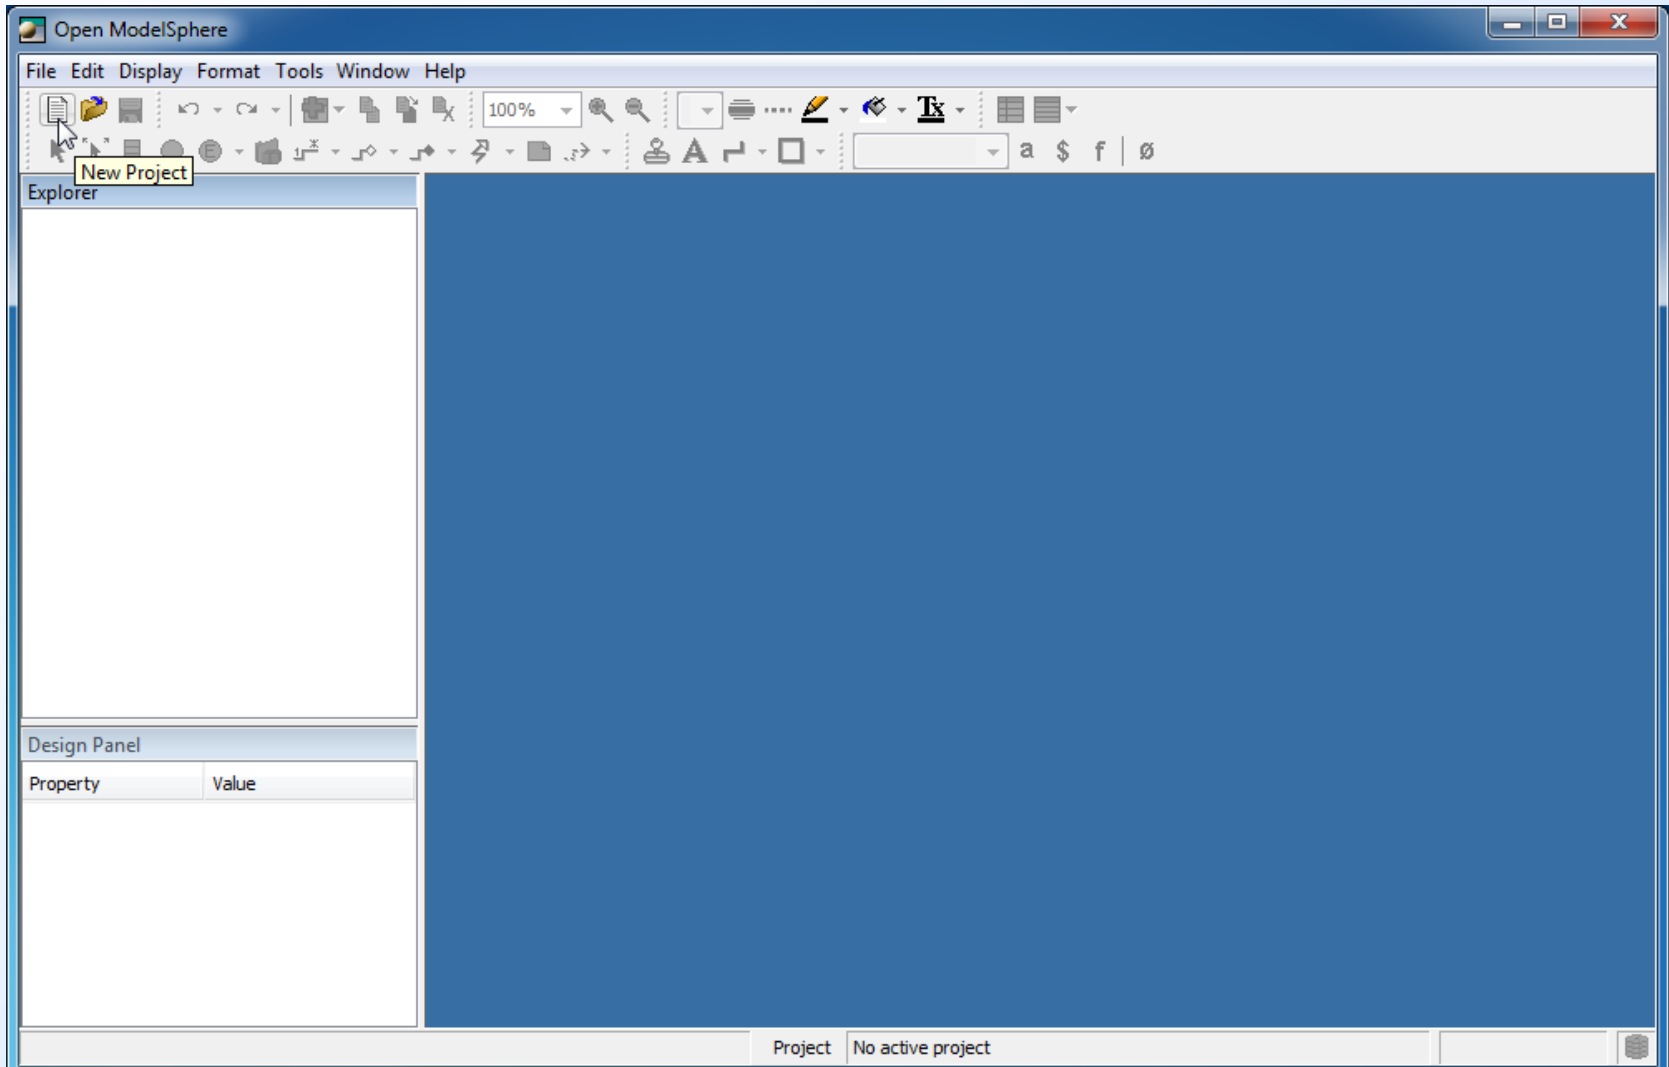 Open ModelSphere
File Edit Display Format Tools Window Help
100% Tx
E a $ f ø
A
New Project
Explorer
Design Panel
Property Value
Project No active project